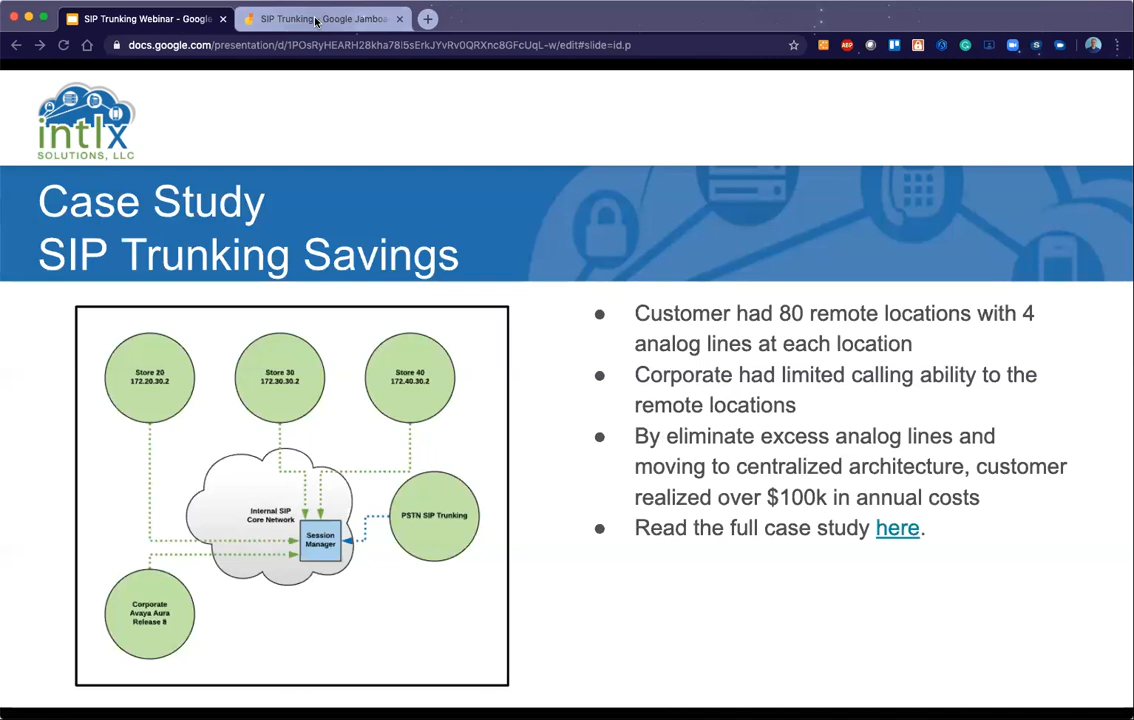 SIP Trunking Webinar - Google
SIP Trunking - Google Jamboa
docs.google.com/presentation/d/1POsRyHEARH28kha78I5sErkJYvRv0QRXnc8GFcUqL-w/edit#slide=id.p
ABP
intlx
SOLUTIONS, LLC
Case Study
SIP Trunking Savings
Store 20
172.20.30.2
Store 30
172.30.30.2
Store 40
172.40.30.2
Internal SIP
Core Network
Session
Manager
PSTN SIP Trunking
Corporate
Avaya Aura
Release 8
Customer had 80 remote locations with 4
analog lines at each location
Corporate had limited calling ability to the
remote locations
By eliminate excess analog lines and
moving to centralized architecture, customer
realized over $100k in annual costs
Read the full case study here.